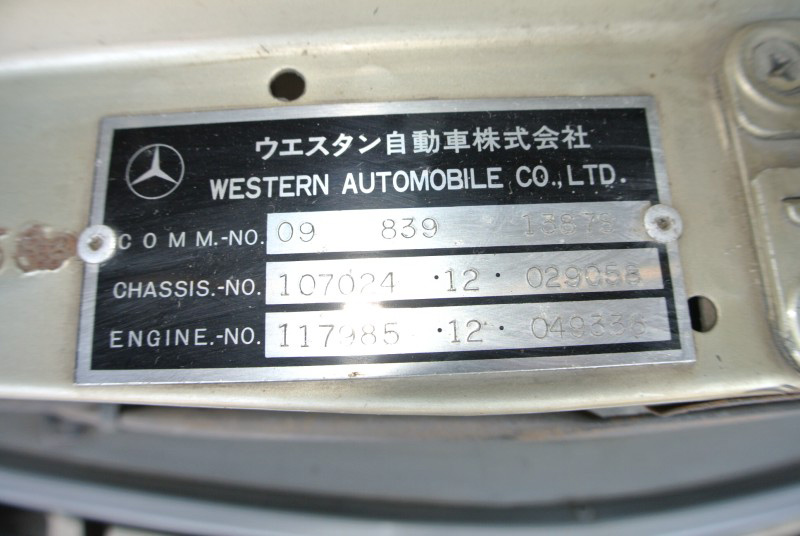 ウエスタン自動車株式会社
WESTERN AUTOMOBILE CO., LTD.
COMM.-NO. 09 839
CHASSIS.-NO. 107024 ·12· 029058
ENGINE.-NO. 117985 ·12·